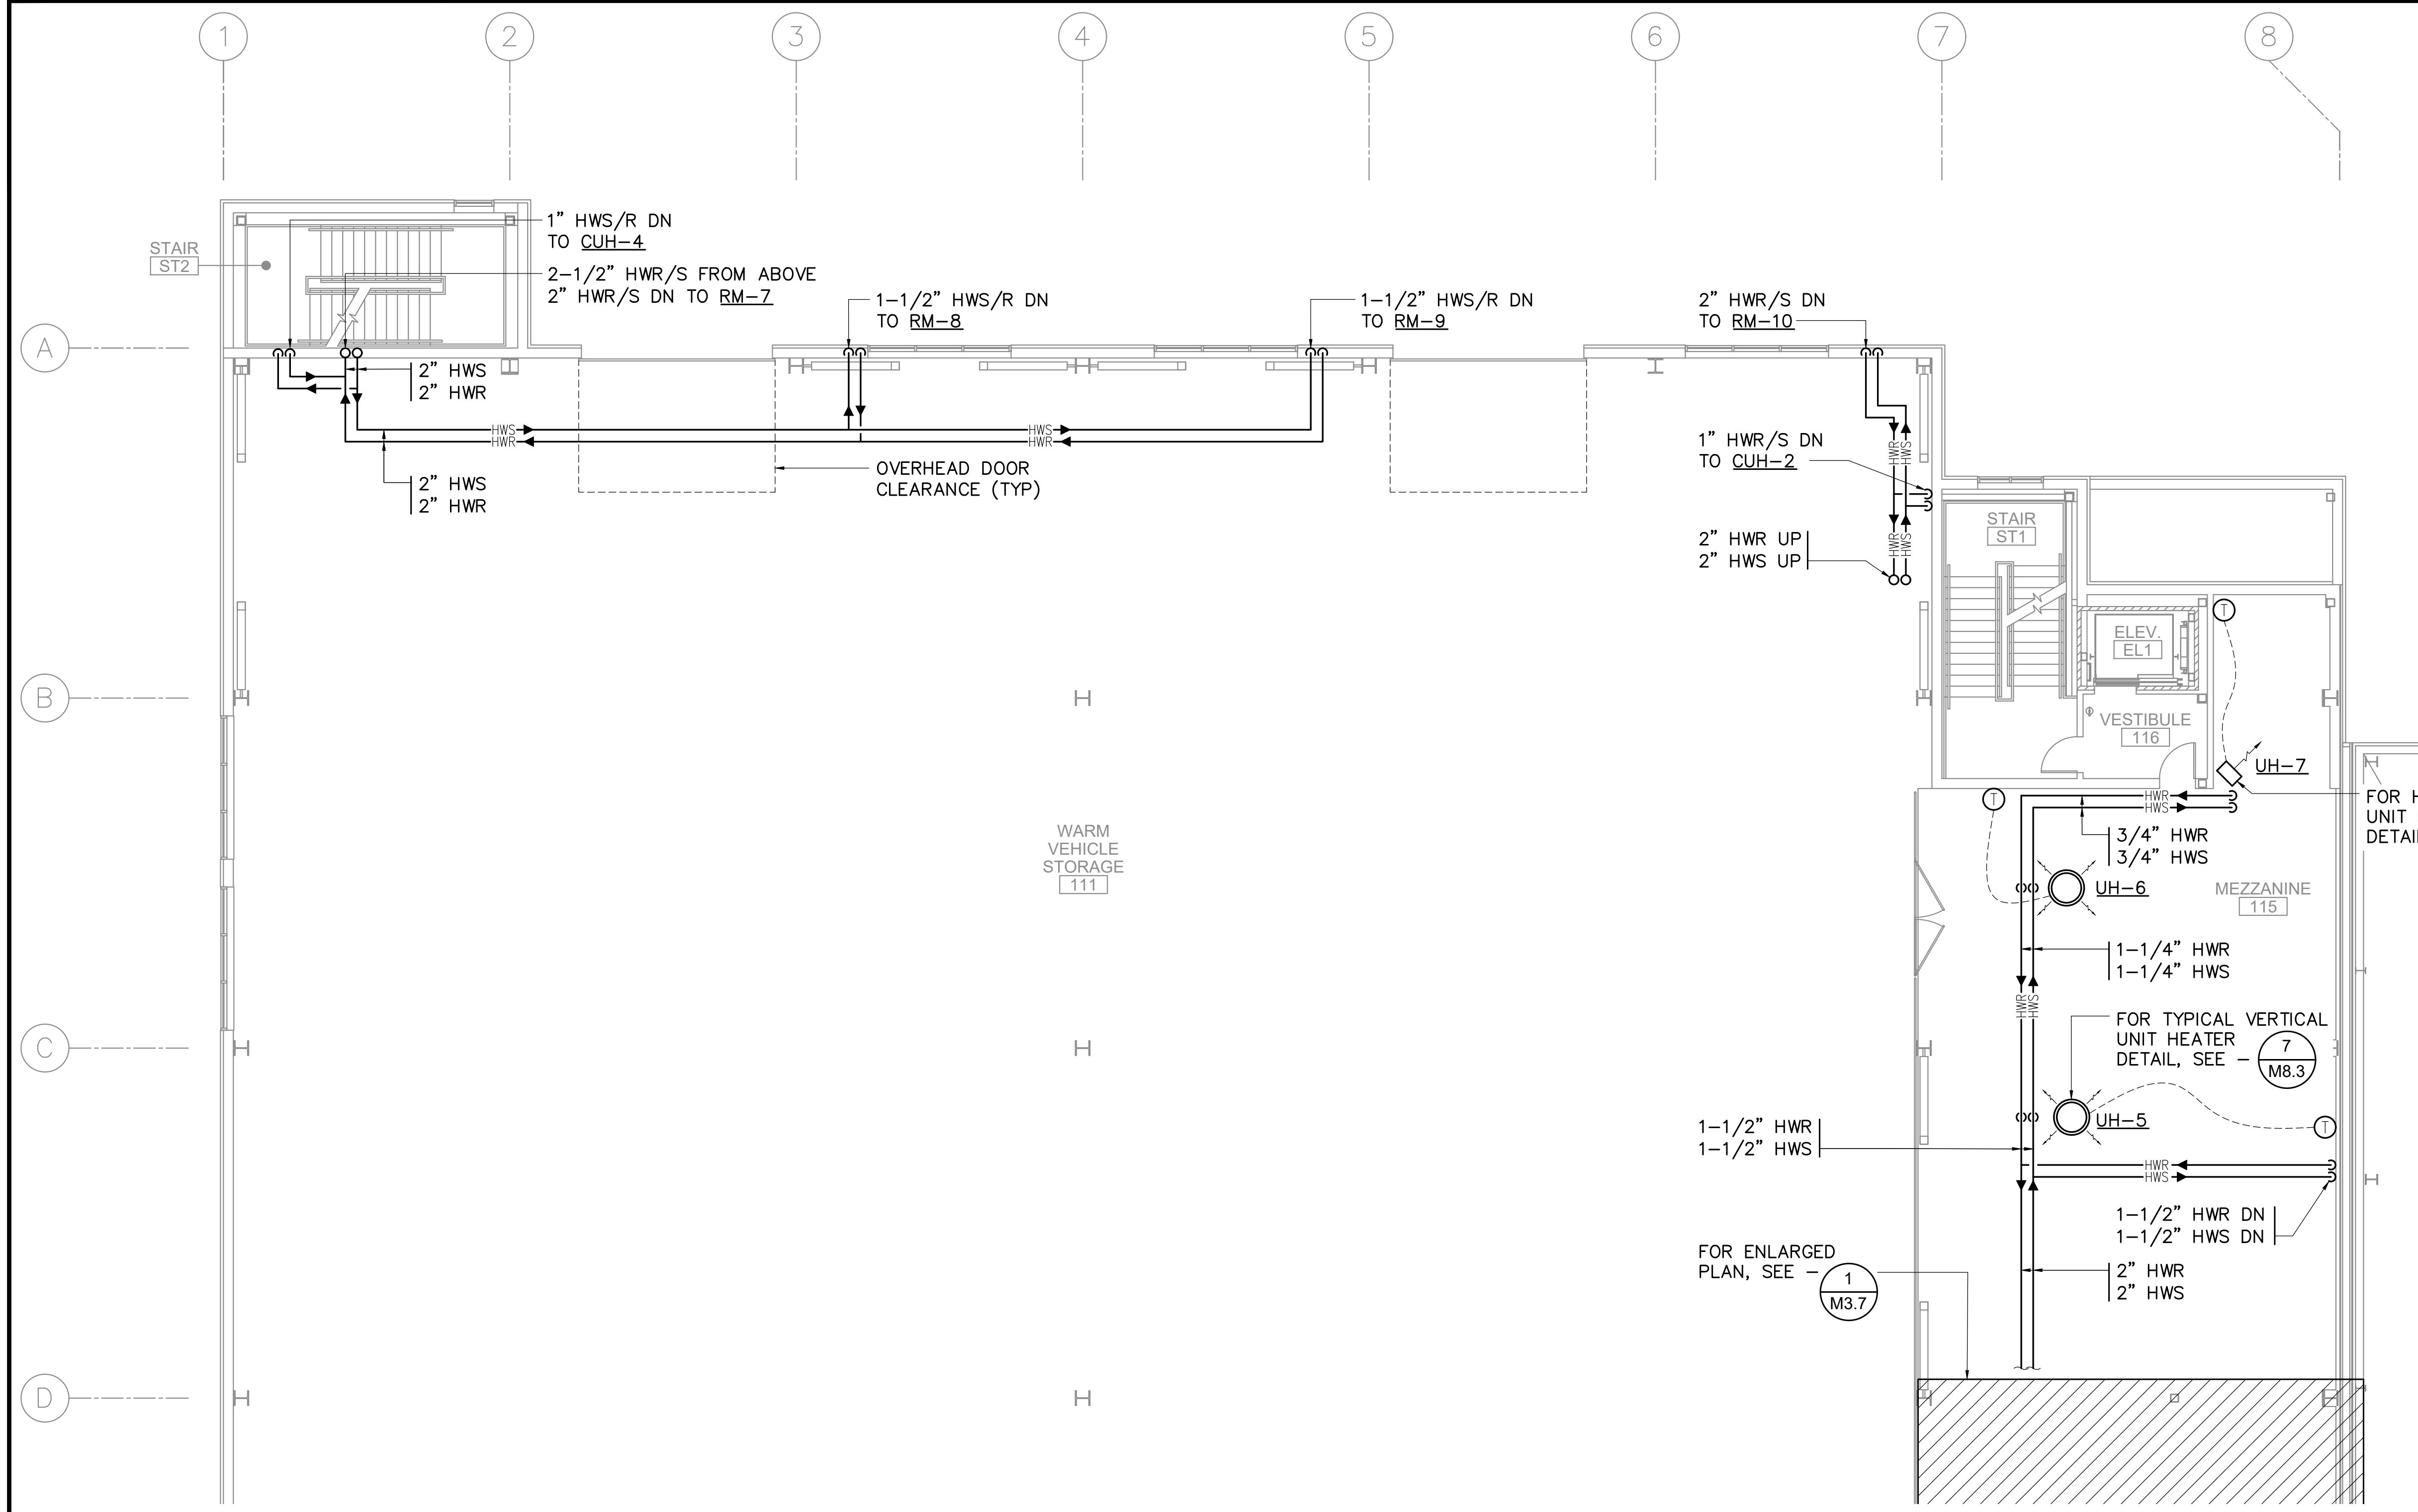 1
2
3
4
5
6
7
8
1” HWS/R DN
TO CUH-4
STAIR
ST2
2-1/2” HWR/S FROM ABOVE
2” HWR/S DN TO RM-7
1-1/2” HWS/R DN
TO RM-8
1-1/2” HWS/R DN
TO RM-9
2” HWR/S DN
TO RM-10
A
2” HWS
2” HWR
HWS
HWR
HWS
HWR
HWR
HWS
1” HWR/S DN
TO CUH-2
OVERHEAD DOOR
CLEARANCE (TYP)
2” HWS
2” HWR
STAIR
ST1
2” HWR UP
2” HWS UP
HWR
HWS
T
ELEV.
EL1
B
VESTIBULE
116
UH-7
T
HWR
HWS
FOR H
UNIT
DETAI
3/4” HWR
3/4” HWS
WARM
VEHICLE
STORAGE
111
UH-6
MEZZANINE
115
1-1/4” HWR
1-1/4” HWS
HWR
HWS
C
FOR TYPICAL VERTICAL
UNIT HEATER
DETAIL, SEE -
7
M8.3
UH-5
T
1-1/2” HWR
1-1/2” HWS
HWR
HWS
1-1/2” HWR DN
1-1/2” HWS DN
FOR ENLARGED
PLAN, SEE -
1
M3.7
2” HWR
2” HWS
D